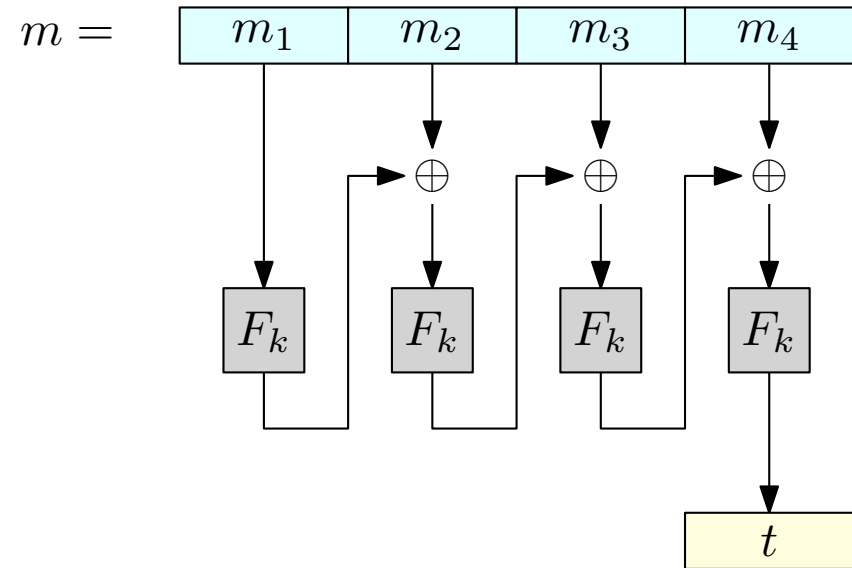 m = m₁ m₂ m₃ m₄
⊕ ⊕ ⊕
Fₖ Fₖ Fₖ Fₖ
t